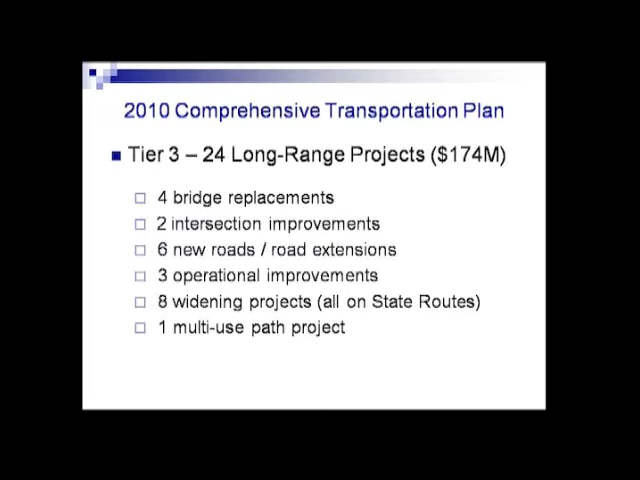 2010 Comprehensive Transportation Plan
Tier 3 – 24 Long-Range Projects ($174M)
4 bridge replacements
2 intersection improvements
6 new roads / road extensions
3 operational improvements
8 widening projects (all on State Routes)
1 multi-use path project